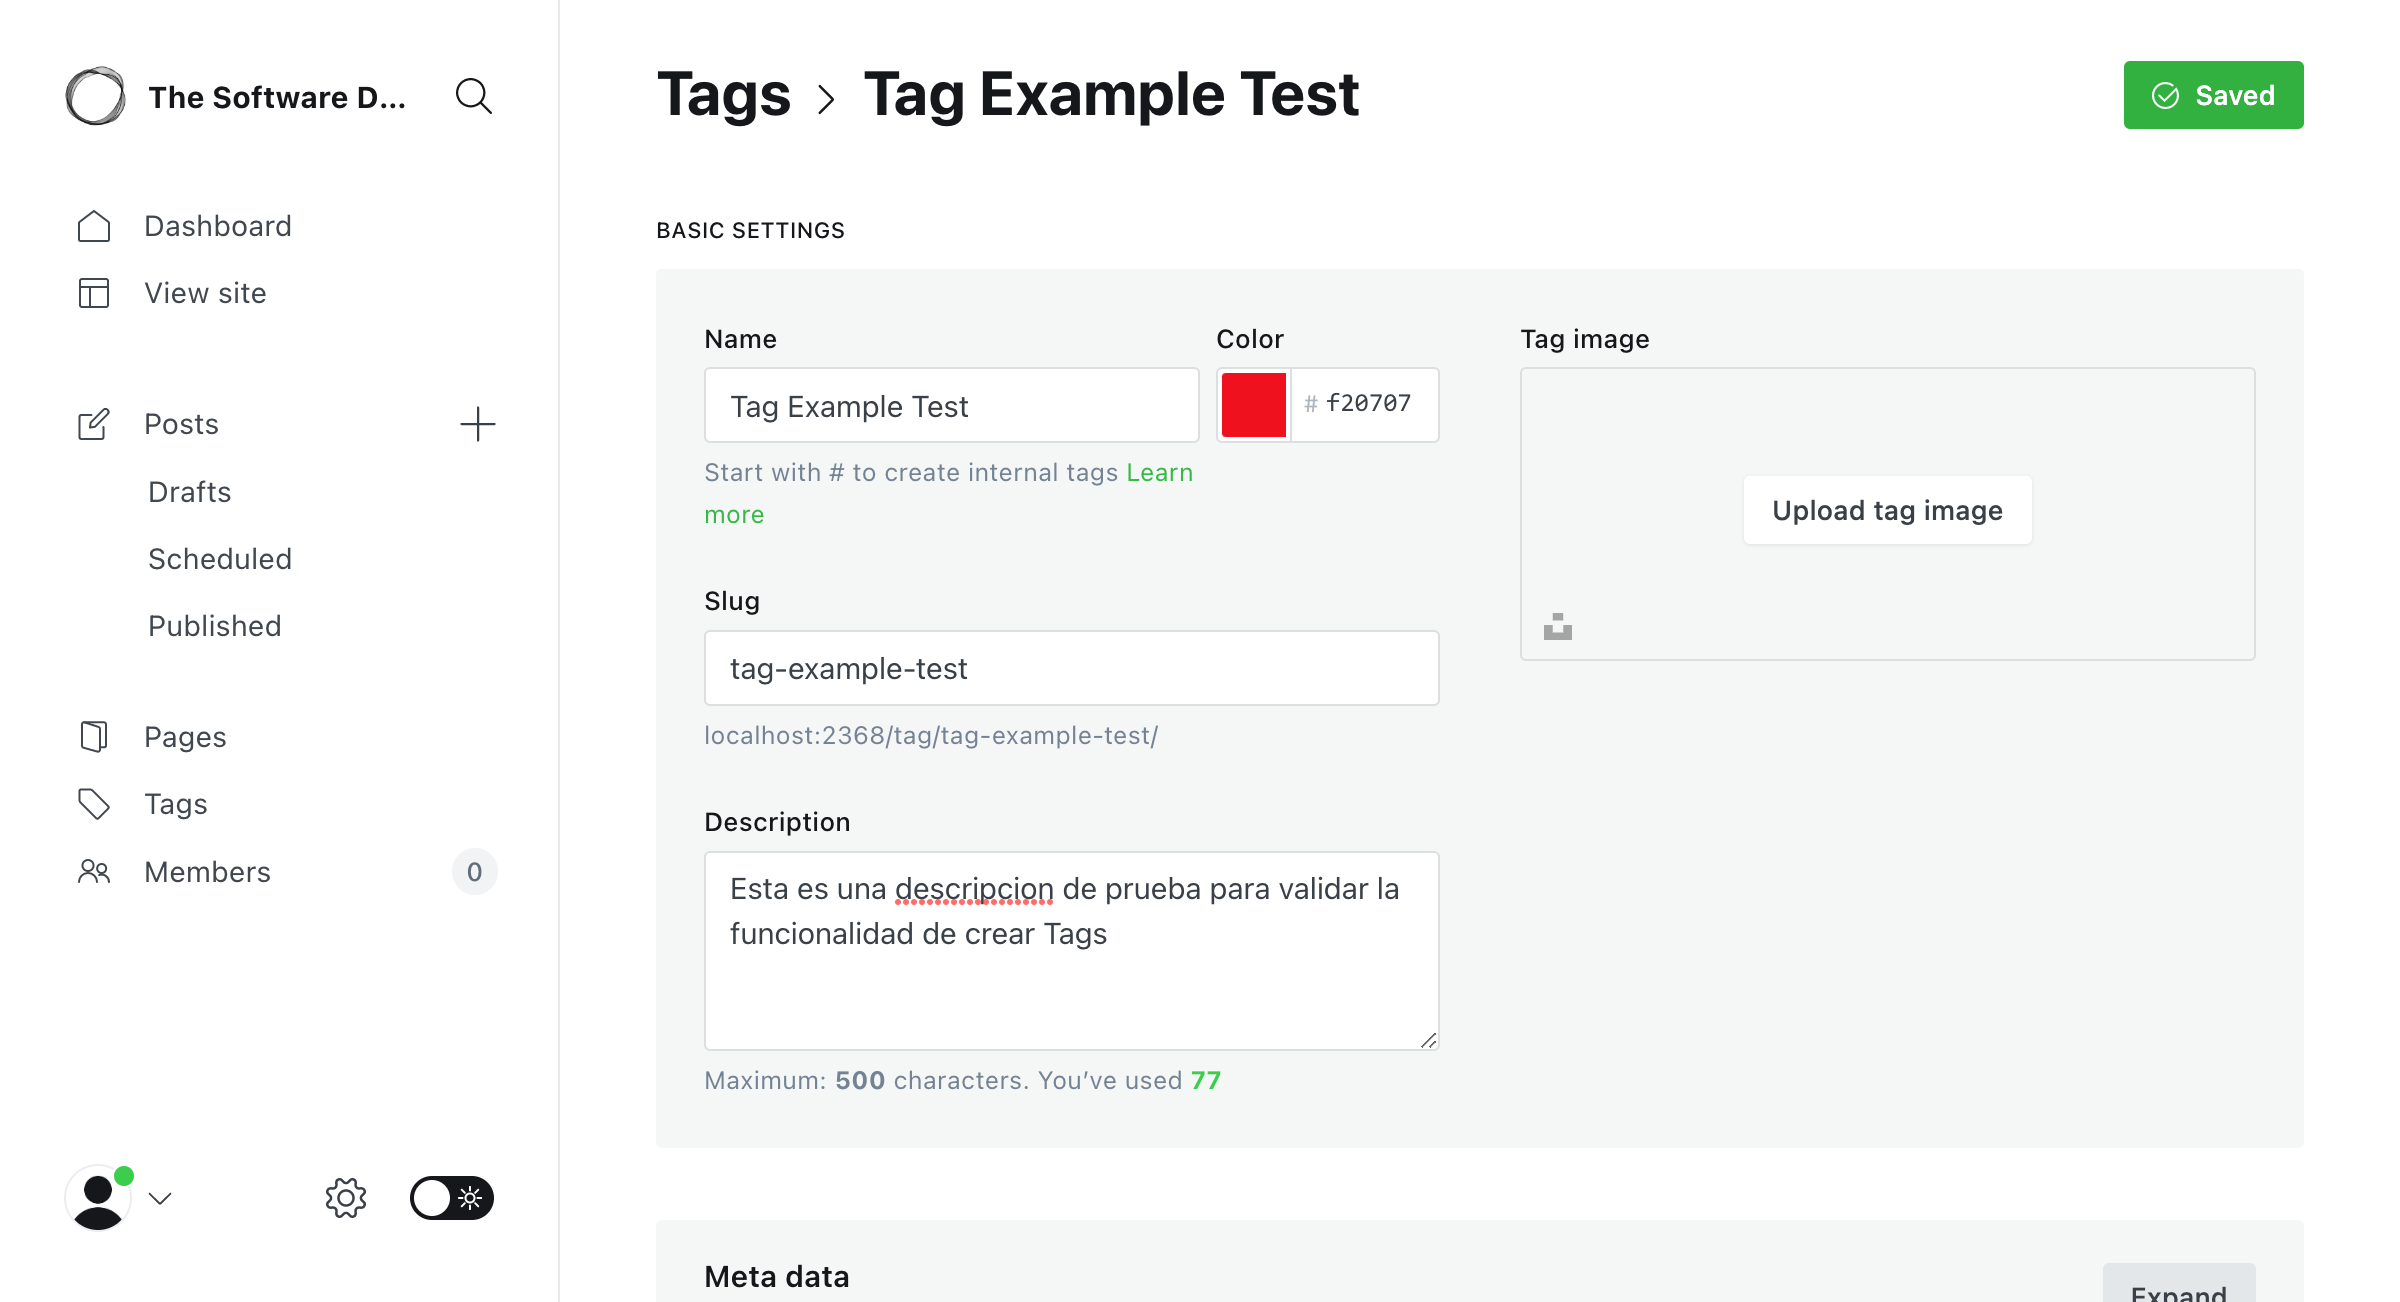 The Software D...
Dashboard
View site
Posts
Drafts
Scheduled
Published
Pages
Tags
Members
0
Tags > Tag Example Test
Saved
BASIC SETTINGS
Name
Tag Example Test
Start with # to create internal tags Learn
more
Color
# f20707
Slug
tag-example-test
localhost:2368/tag/tag-example-test/
Description
Esta es una descripcion de prueba para validar la
funcionalidad de crear Tags
Maximum: 500 characters. You’ve used 77
Tag image
Upload tag image
Meta data
Expand